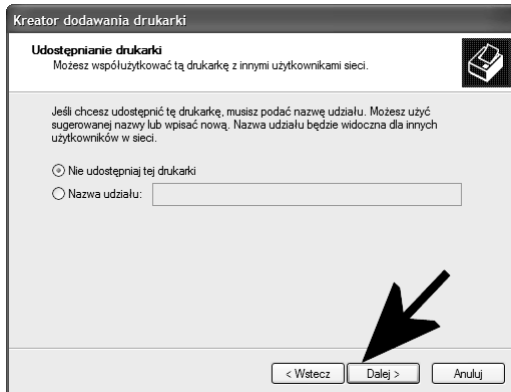 Kreator dodawania drukarki
Udostępnianie drukarki
Możesz współużytkować tą drukarkę z innymi użytkownikami sieci.
Jeśli chcesz udostępnić tę drukarkę, musisz podać nazwę udziału. Możesz użyć
sugerowanej nazwy lub wpisać nową. Nazwa udziału będzie widoczna dla innych
użytkowników w sieci.
Nie udostępniaj tej drukarki
Nazwa udziału:
< Wstecz
Dalej >
Anuluj